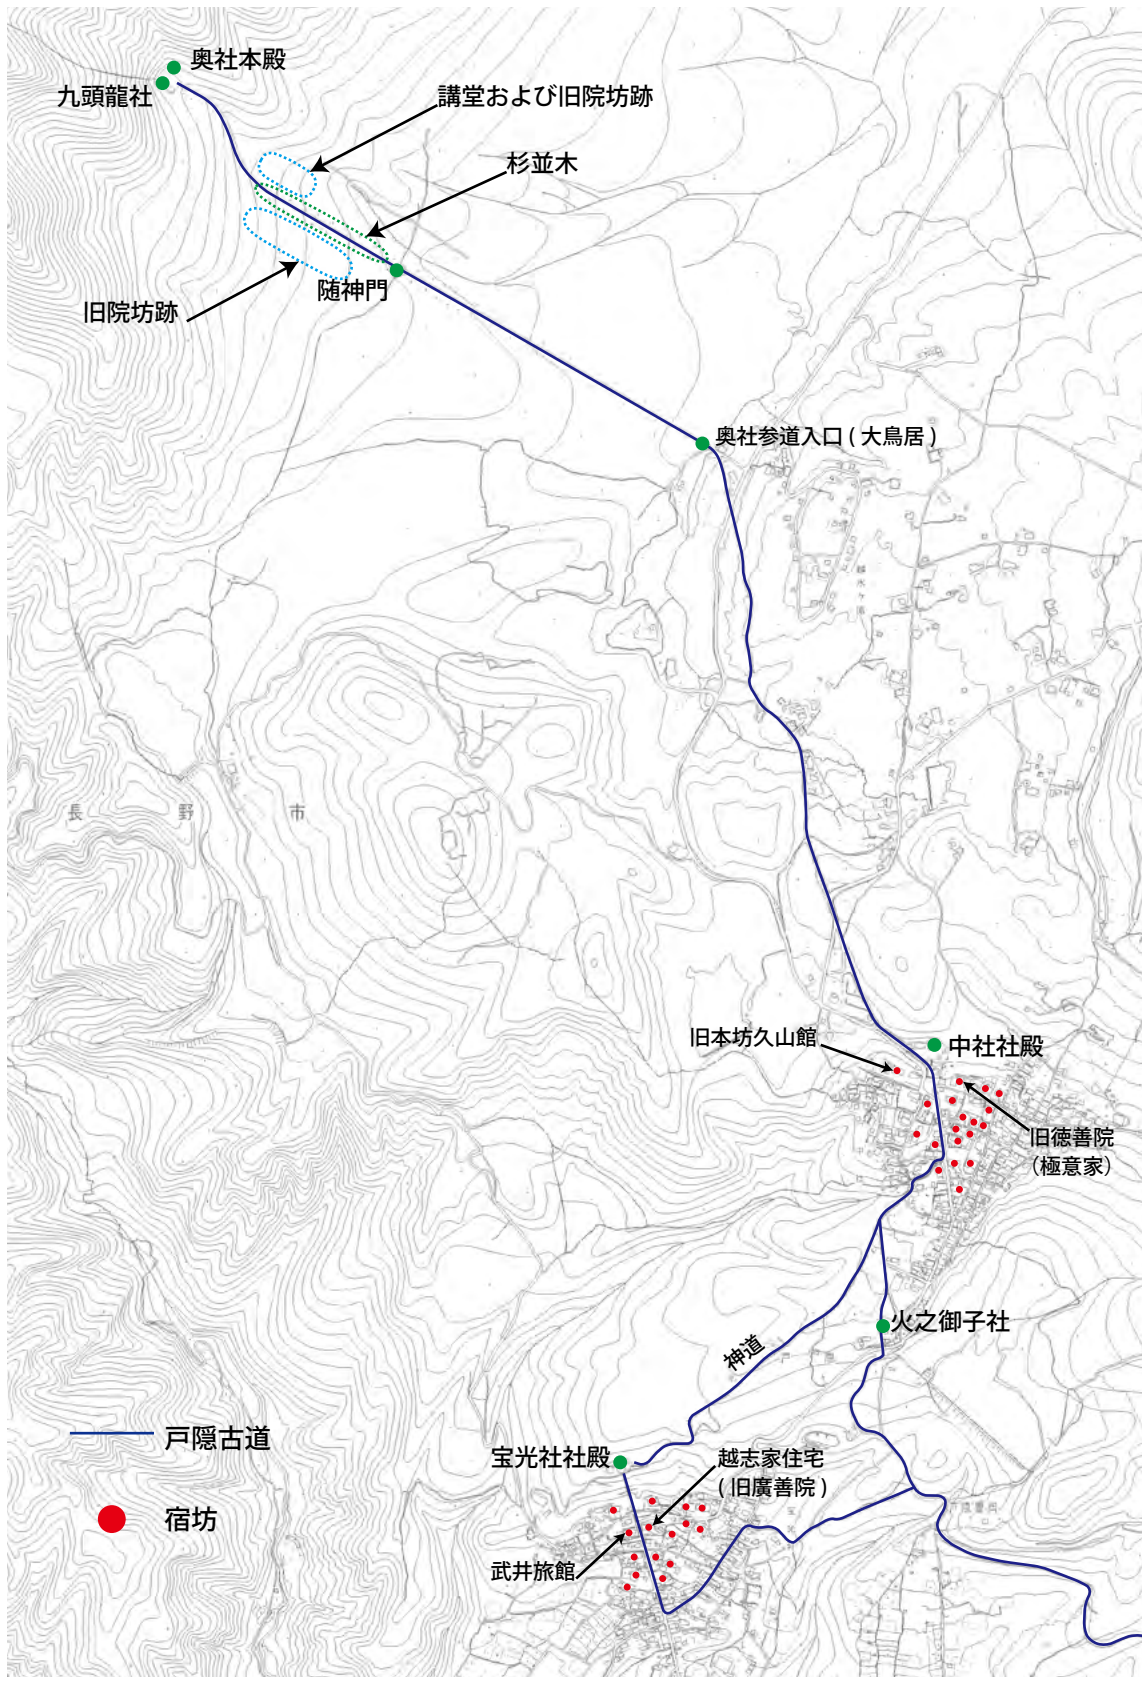 奥社本殿
九頭龍社
講堂および旧院坊跡
杉並木
随神門
旧院坊跡
奥社参道入口 ( 大鳥居 )
越水ヶ原
長野市
旧本坊久山館
中社社殿
旧徳善院
（極意家）
火之御子社
神道
戸隠古道
宝光社社殿
越志家住宅
( 旧廣善院 )
宿坊
武井旅館